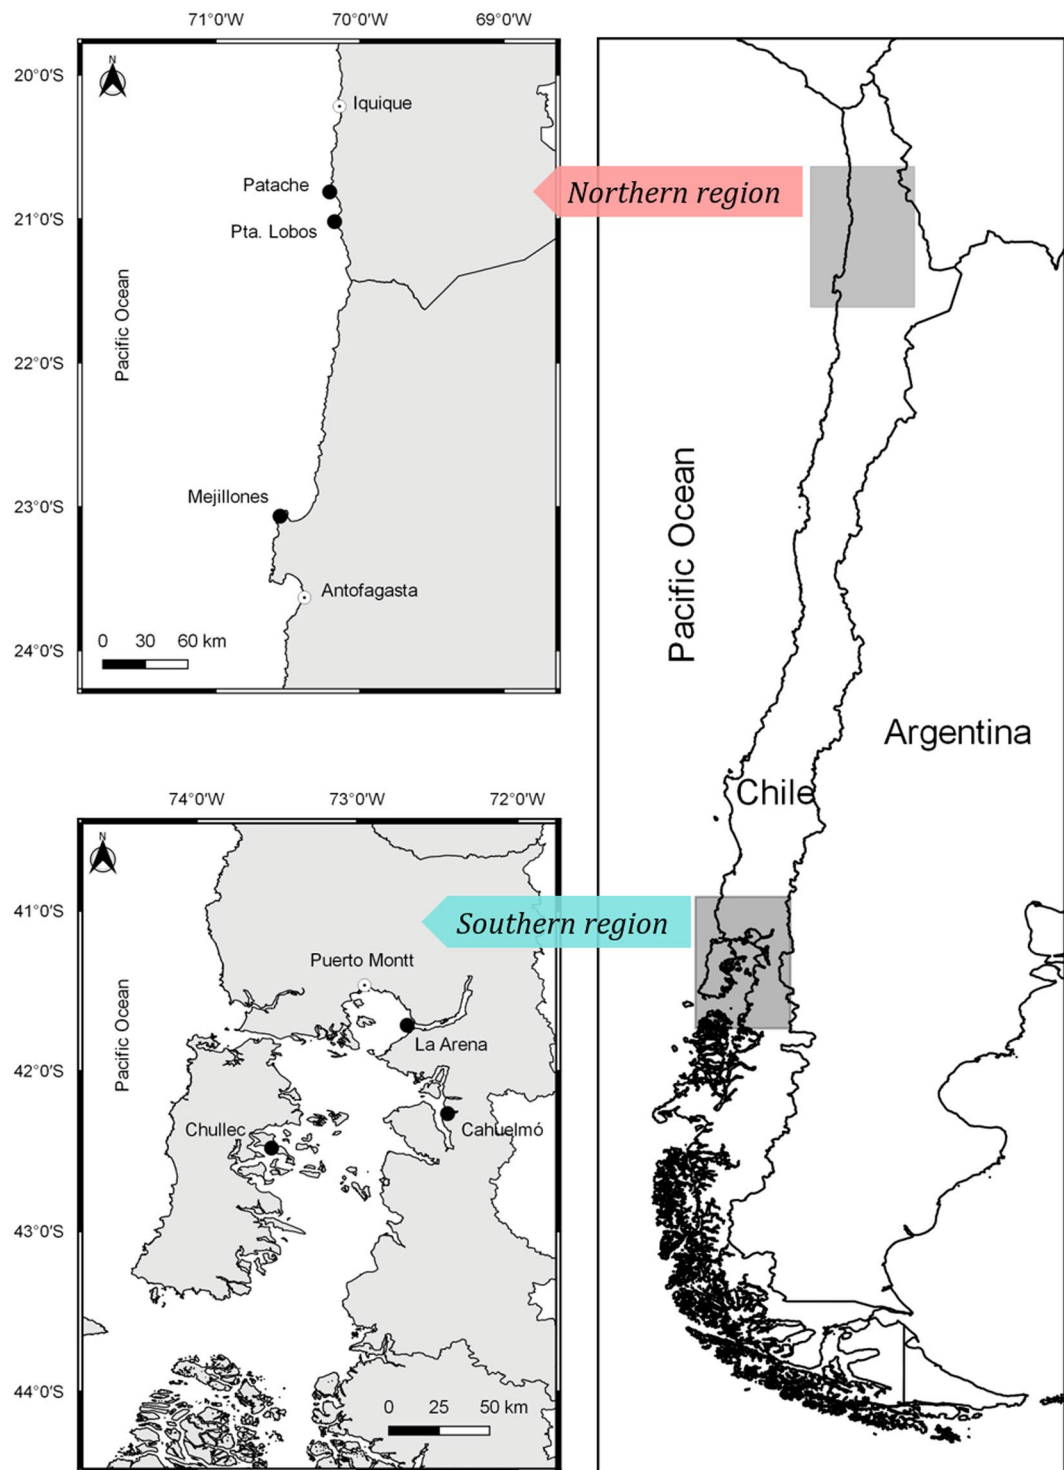 71°0'W 70°0'W 69°0'W
20°0'S
N
Iquique
Patache
Northern region
21°0'S
Pta. Lobos
Pacific Ocean
22°0'S
Mejillones
23°0'S
Antofagasta
0 30 60 km
24°0'S
Pacific Ocean
Argentina
Chile
74°0'W 73°0'W 72°0'W
N
41°0'S
Southern region
Puerto Montt
Pacific Ocean
La Arena
42°0'S
Chullec
Cahuelmó
43°0'S
44°0'S
0 25 50 km